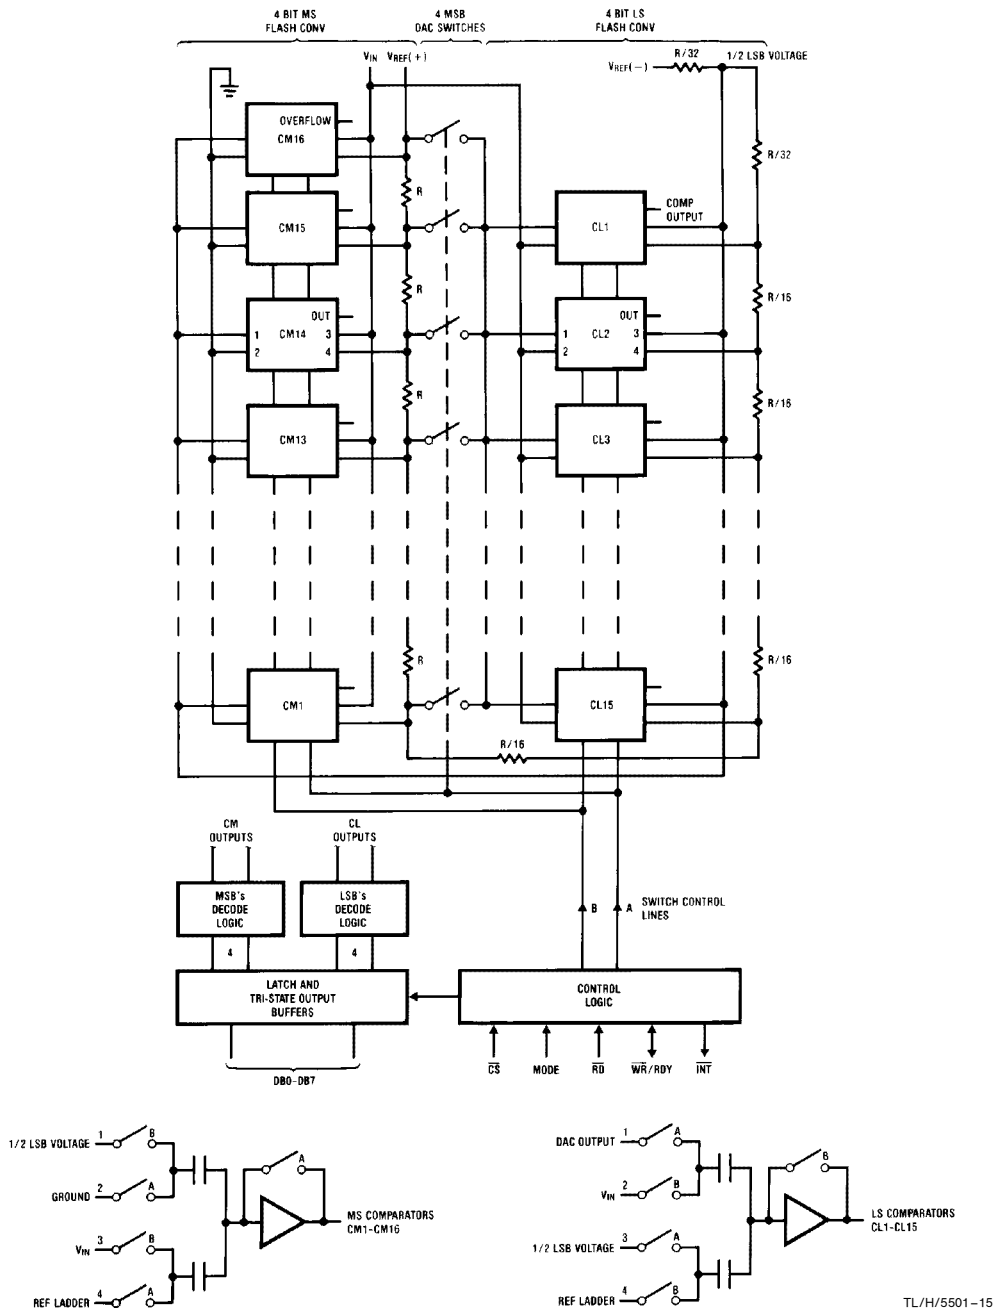 4 BIT MS
FLASH CONV
4 MSB
DAC SWITCHES
4 BIT LS
FLASH CONV
VIN
VREF(+)
VREF(−)
R/32
1/2 LSB VOLTAGE
OVERFLOW
CM16
R/32
R
CM15
CL1
COMP
OUTPUT
R
R/16
OUT
1
CM14
3
2
4
OUT
1
CL2
3
2
4
R
R/16
CM13
CL3
R
R/16
CM1
CL15
R/16
CM
OUTPUTS
CL
OUTPUTS
MSB's
DECODE
LOGIC
LSB's
DECODE
LOGIC
B
A
SWITCH CONTROL
LINES
4
4
LATCH AND
TRI-STATE OUTPUT
BUFFERS
CONTROL
LOGIC
DB0–DB7
C̅S̅
MODE
R̅D̅
W̅R̅/RDY
I̅N̅T̅
1/2 LSB VOLTAGE
1
B
GROUND
2
A
A
MS COMPARATORS
CM1-CM16
VIN
3
B
REF LADDER
4
A
DAC OUTPUT
1
A
VIN
2
B
B
LS COMPARATORS
CL1-CL15
1/2 LSB VOLTAGE
3
A
REF LADDER
4
B
TL/H/5501–15